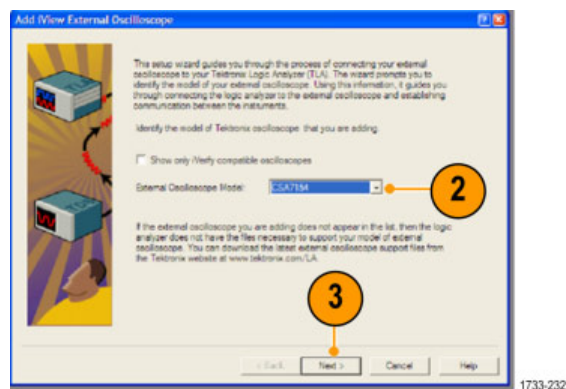 Add iView External Oscilloscope
This setup wizard guides you through the process of connecting your external
oscilloscope to your Tektronix Logic Analyzer (TLA). The wizard prompts you to
identify the model of your external oscilloscope. Using this information, it guides you
through connecting the logic analyzer to the external oscilloscope and establishing
communication between the instruments.
Identify the model of Tektronix oscilloscope that you are adding.
Show only iVerify compatible oscilloscopes
External Oscilloscope Model: CSA7154
2
If the external oscilloscope you are adding does not appear in the list, then the logic
analyzer does not have the files necessary to support your model of external
oscilloscope. You can download the latest external oscilloscope support files from
the Tektronix website at www.tektronix.com/LA.
3
< Back Next > Cancel Help
1733-232